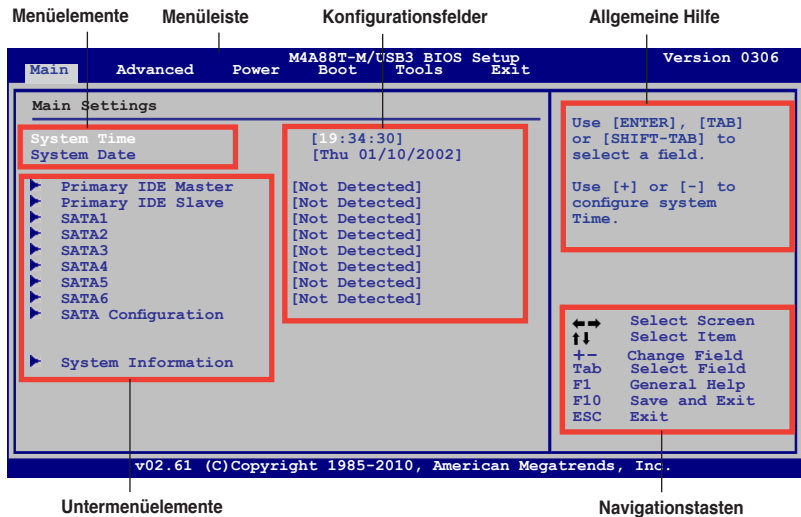 Menüelemente Menüleiste Konfigurationsfelder Allgemeine Hilfe
M4A88T-M/USB3 BIOS Setup Version 0306
Main Advanced Power Boot Tools Exit
Main Settings
System Time [19:34:30]
System Date [Thu 01/10/2002]
Primary IDE Master [Not Detected]
Primary IDE Slave [Not Detected]
SATA1 [Not Detected]
SATA2 [Not Detected]
SATA3 [Not Detected]
SATA4 [Not Detected]
SATA5 [Not Detected]
SATA6 [Not Detected]
SATA Configuration
System Information
Use [ENTER], [TAB]
or [SHIFT-TAB] to
select a field.
Use [+] or [-] to
configure system
Time.
←→ Select Screen
↑↓ Select Item
+- Change Field
Tab Select Field
F1 General Help
F10 Save and Exit
ESC Exit
v02.61 (C)Copyright 1985-2010, American Megatrends, Inc.
Untermenüelemente Navigationstasten